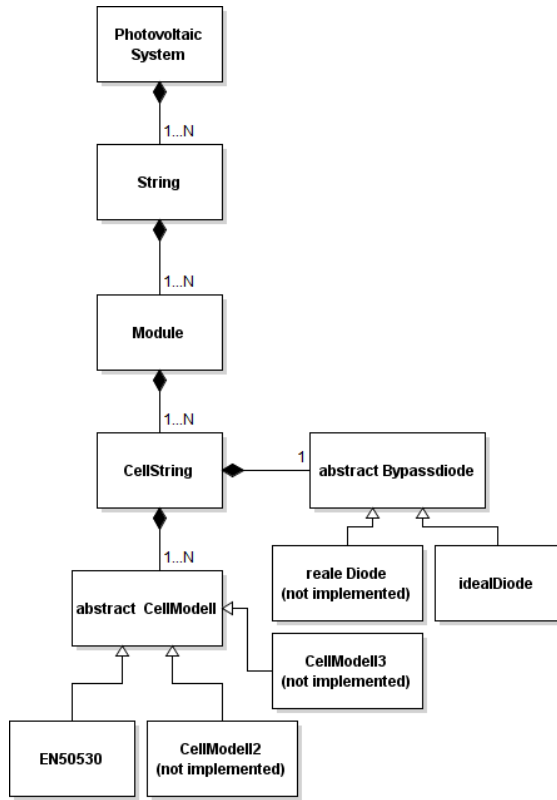 Photovoltaic
System
1...N
String
1...N
Module
1...N
CellString
1
abstract Bypassdiode
1...N
reale Diode
(not implemented)
idealDiode
abstract CellModell
CellModell3
(not implemented)
EN50530
CellModell2
(not implemented)